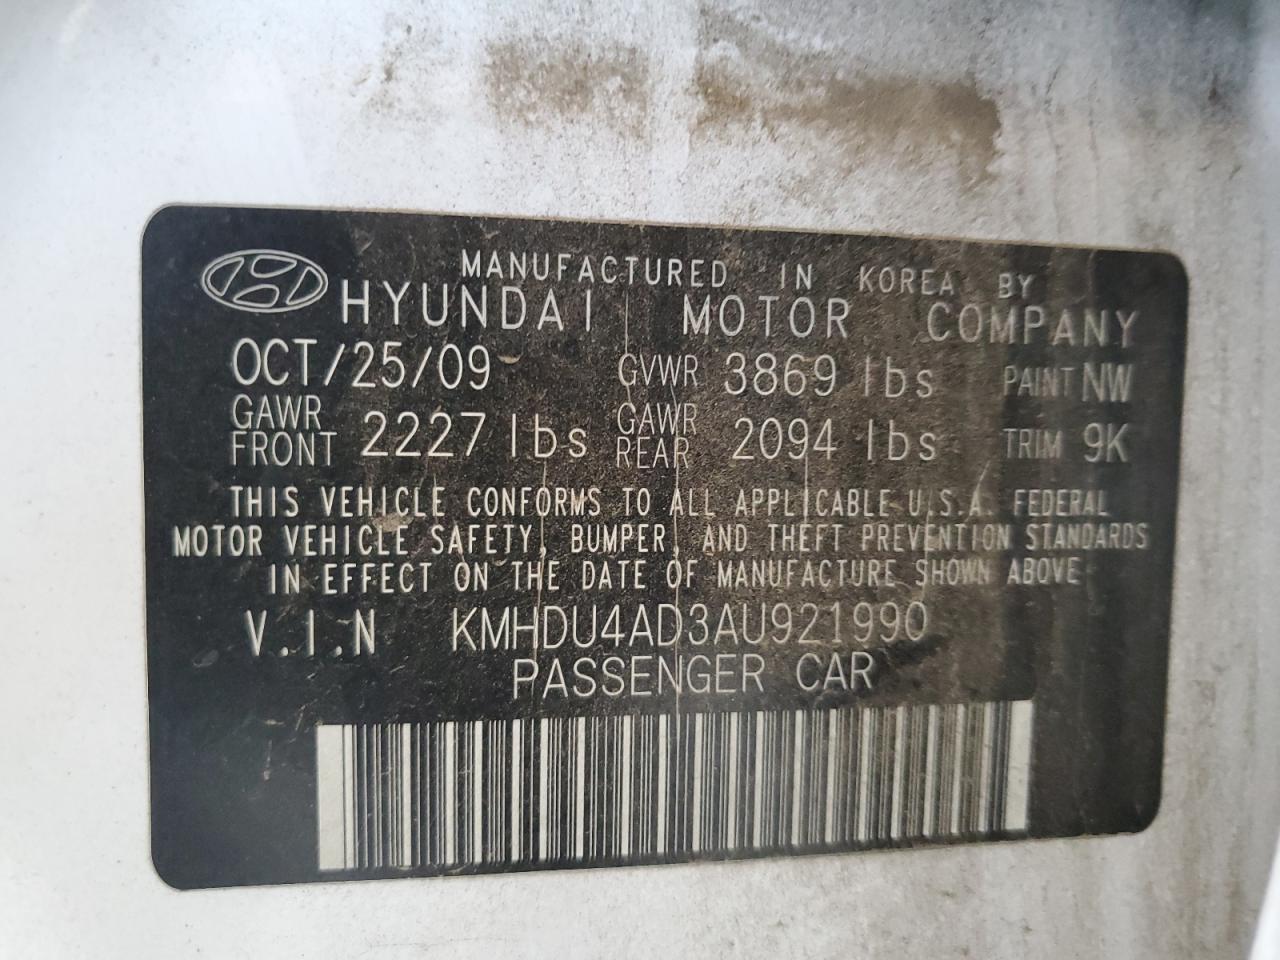 MANUFACTURED IN KOREA BY
HYUNDAI MOTOR COMPANY
OCT/25/09 GVWR 3869 lbs PAINT NW
GAWR FRONT 2227 lbs GAWR REAR 2094 lbs TRIM 9K
THIS VEHICLE CONFORMS TO ALL APPLICABLE U.S.A. FEDERAL
MOTOR VEHICLE SAFETY, BUMPER, AND THEFT PREVENTION STANDARDS
IN EFFECT ON THE DATE OF MANUFACTURE SHOWN ABOVE
V.I.N KMHDU4AD3AU921990
PASSENGER CAR